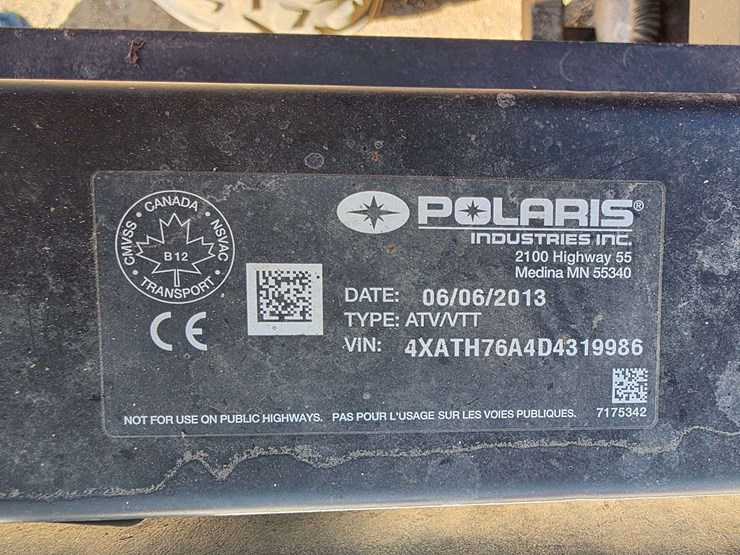 CMVSS • CANADA • NSVAC
B 12
• TRANSPORT •
CE
POLARIS®
INDUSTRIES INC.
2100 Highway 55
Medina MN 55340
DATE: 06/06/2013
TYPE: ATV/VTT
VIN: 4XATH76A4D4319986
NOT FOR USE ON PUBLIC HIGHWAYS. PAS POUR L'USAGE SUR LES VOIES PUBLIQUES. 7175342